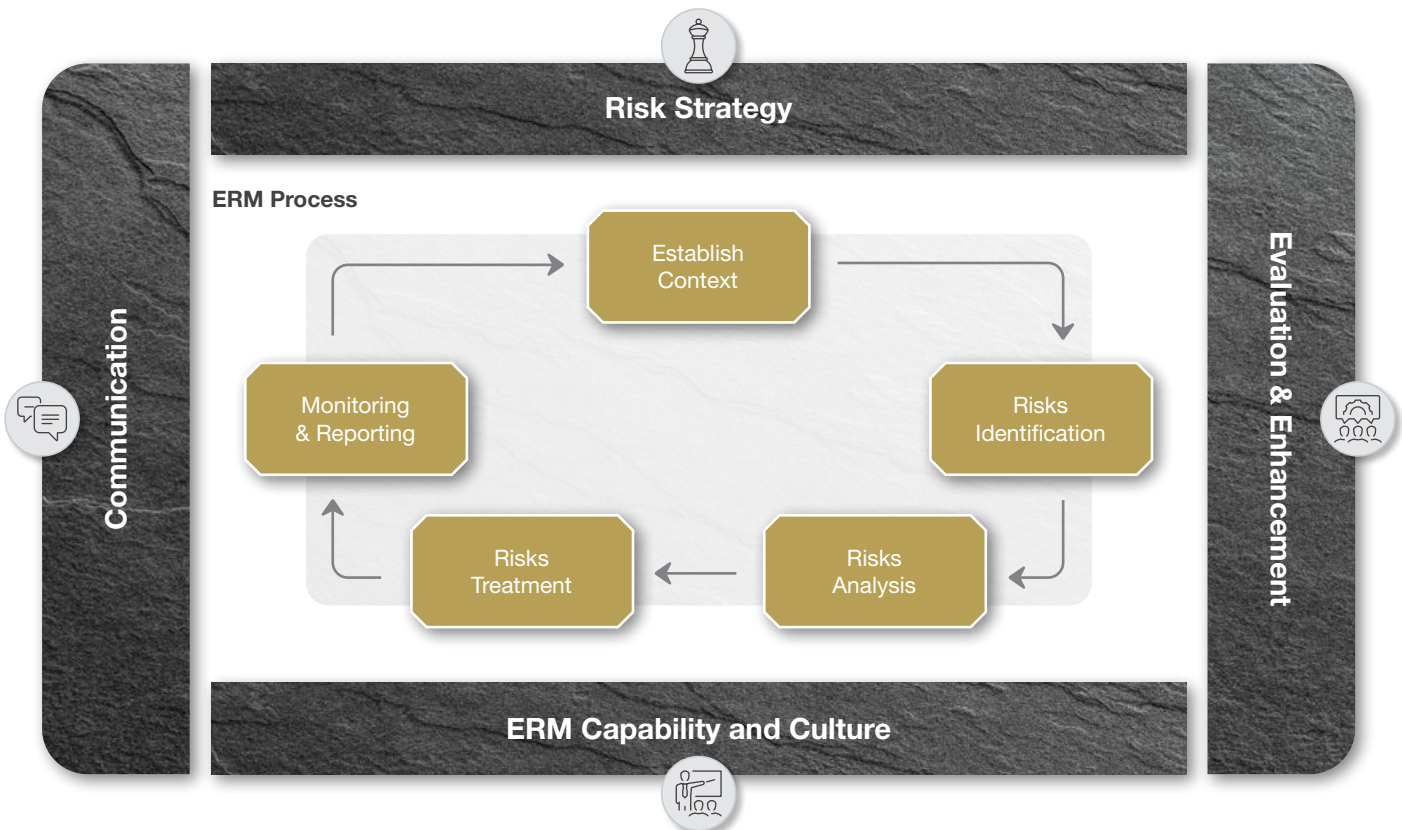 Risk Strategy
ERM Process
Establish
Context
Risks
Identification
Risks
Analysis
Risks
Treatment
Monitoring
& Reporting
Communication
Evaluation & Enhancement
ERM Capability and Culture